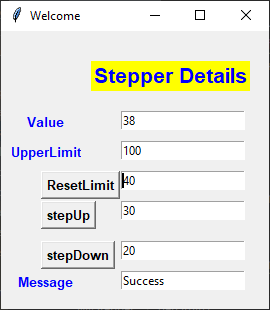 Welcome
Stepper Details
Value 38
UpperLimit 100
ResetLimit 40
stepUp 30
stepDown 20
Message Success